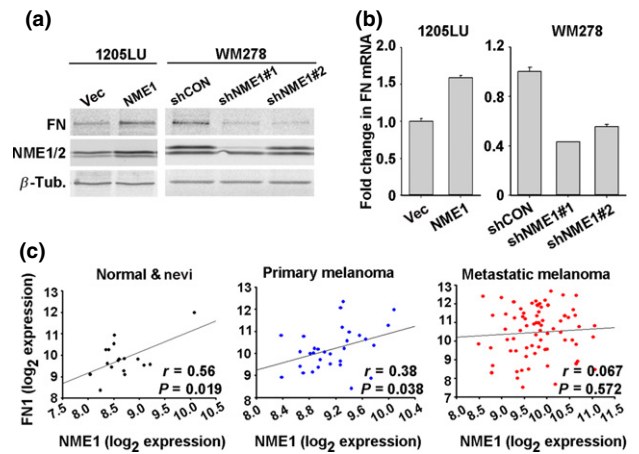 (a)
1205LU WM278
Vec NME1 shCON shNME1#1 shNME1#2
FN
NME1/2
β-Tub.
(b)
1205LU WM278
Fold change in FN mRNA
2.0
1.5
1.0
0.5
0.0
Vec NME1
1.2
0.8
0.4
0.0
shCON shNME1#1 shNME1#2
(c)
Normal & nevi
FN1 (log2 expression)
13
12
11
10
9
8
7
r = 0.56
P = 0.019
7.5 8.0 8.5 9.0 9.5 10.0 10.5
NME1 (log2 expression)
Primary melanoma
13
12
11
10
9
8
r = 0.38
P = 0.038
8.0 8.4 8.8 9.2 9.6 10.0 10.4
NME1 (log2 expression)
Metastatic melanoma
13
12
11
10
9
8
7
r = 0.067
P = 0.572
8.0 8.5 9.0 9.5 10.0 10.5 11.0 11.5
NME1 (log2 expression)